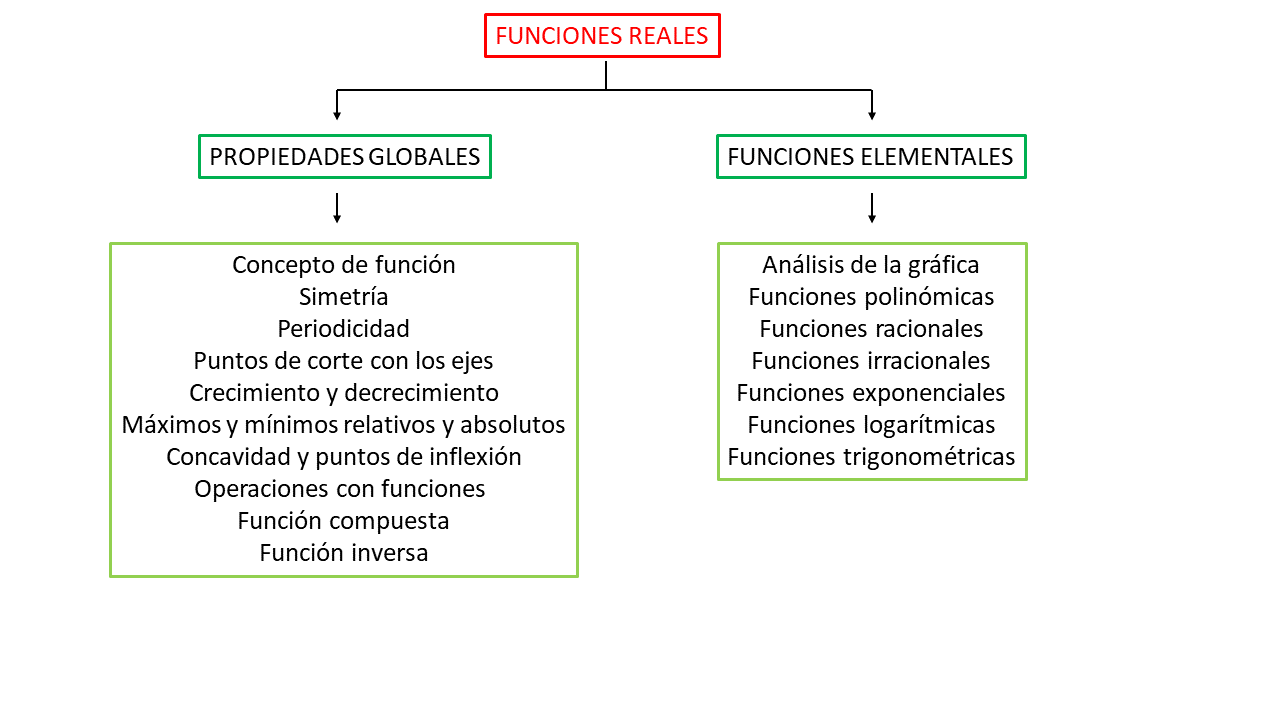 FUNCIONES REALES
PROPIEDADES GLOBALES
FUNCIONES ELEMENTALES
Concepto de función
Simetría
Periodicidad
Puntos de corte con los ejes
Crecimiento y decrecimiento
Máximos y mínimos relativos y absolutos
Concavidad y puntos de inflexión
Operaciones con funciones
Función compuesta
Función inversa
Análisis de la gráfica
Funciones polinómicas
Funciones racionales
Funciones irracionales
Funciones exponenciales
Funciones logarítmicas
Funciones trigonométricas